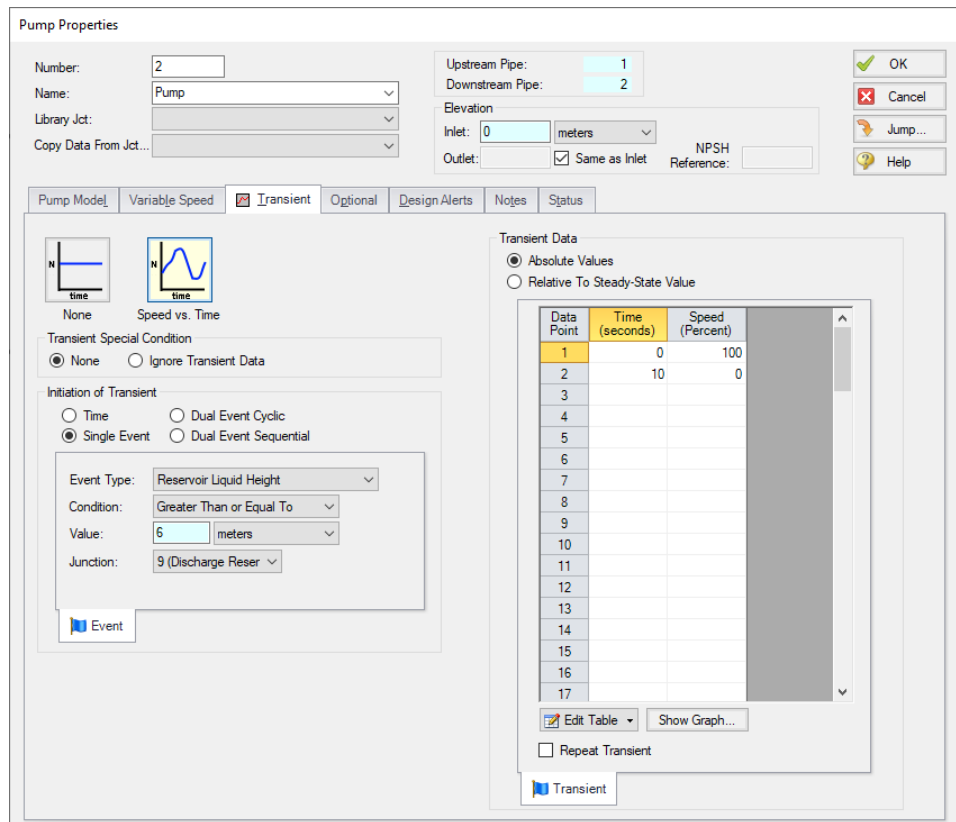 Pump Properties
Number: 2
Name: Pump
Library Jct:
Copy Data From Jct...
Upstream Pipe: 1
Downstream Pipe: 2
Elevation
Inlet: 0 meters
Outlet: Same as Inlet NPSH Reference:
OK
Cancel
Jump...
Help
Pump Model Variable Speed Transient Optional Design Alerts Notes Status
N
time
None
N
time
Speed vs. Time
Transient Special Condition
None Ignore Transient Data
Initiation of Transient
Time Dual Event Cyclic
Single Event Dual Event Sequential
Event Type: Reservoir Liquid Height
Condition: Greater Than or Equal To
Value: 6 meters
Junction: 9 (Discharge Reser
Event
Transient Data
Absolute Values
Relative To Steady-State Value
Data Point Time (seconds) Speed (Percent)
1 0 100
2 10 0
3
4
5
6
7
8
9
10
11
12
13
14
15
16
17
Edit Table Show Graph...
Repeat Transient
Transient